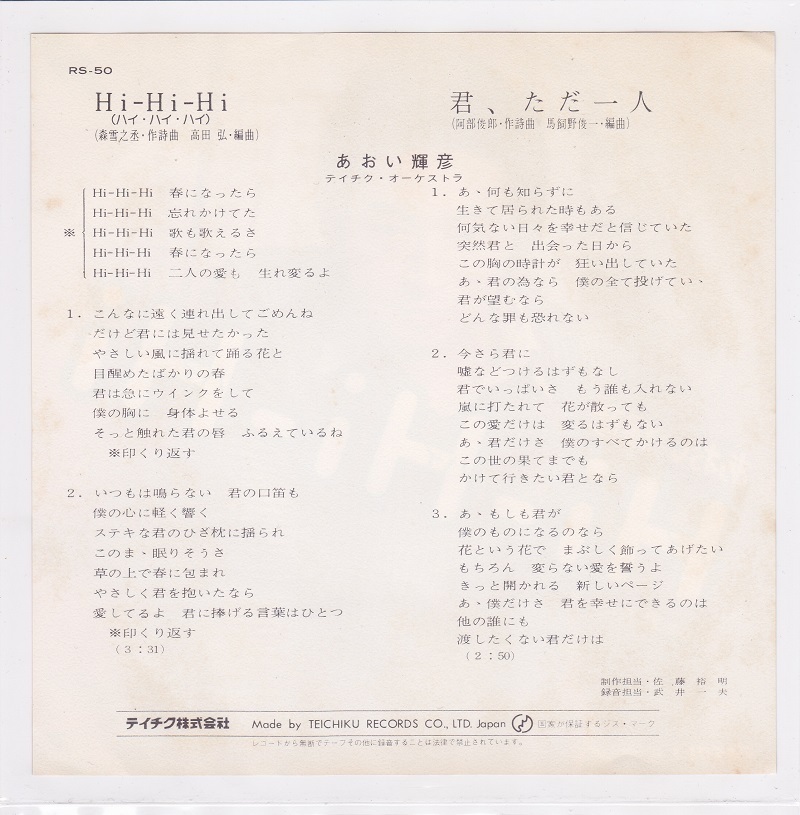 RS-50
Hi-Hi-Hi
(ハイ・ハイ・ハイ)
(森雪之丞・作詩曲　高田　弘・編曲)
君、ただ一人
(阿部俊郎・作詩曲　馬飼野俊一・編曲)
あおい輝彦
テイチク・オーケストラ
Hi-Hi-Hi　春になったら
Hi-Hi-Hi　忘れかけてた
※ Hi-Hi-Hi　歌も歌えるさ
Hi-Hi-Hi　春になったら
Hi-Hi-Hi　二人の愛も　生れ変るよ
1. こんなに遠く連れ出してごめんね
だけど君には見せたかった
やさしい風に揺れて踊る花と
目醒めたばかりの春
君は急にウインクをして
僕の胸に　身体よせる
そっと触れた君の唇　ふるえているね
※印くり返す
2. いつもは鳴らない　君の口笛も
僕の心に軽く響く
ステキな君のひざ枕に揺られ
このまゝ眠りそうさ
草の上で春に包まれ
やさしく君を抱いたなら
愛してるよ　君に捧げる言葉はひとつ
※印くり返す
(3:31)
1. あゝ何も知らずに
生きて居られた時もある
何気ない日々を幸せだと信じていた
突然君と　出会った日から
この胸の時計が　狂い出していた
あゝ君の為なら　僕の全て投げていゝ
君が望むなら
どんな罪も恐れない
2. 今さら君に
嘘などつけるはずもなし
君でいっぱいさ　もう誰も入れない
嵐に打たれて　花が散っても
この愛だけは　変るはずもない
あゝ君だけさ　僕のすべてかけるのは
この世の果てまでも
かけて行きたい君となら
3. あゝもしも君が
僕のものになるのなら
花という花で　まぶしく飾ってあげたい
もちろん　変らない愛を誓うよ
きっと開かれる　新しいページ
あゝ僕だけさ　君を幸せにできるのは
他の誰にも
渡したくない君だけは
(2:50)
制作担当・佐　藤　裕　明
録音担当・武　井　一　夫
テイチク株式会社　Made by TEICHIKU RECORDS CO., LTD. Japan　国家が保証するジス・マーク
レコードから無断でテープその他に録音することは法律で禁止されています。